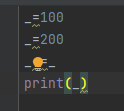 _=100
_=200
_=_
print(_)